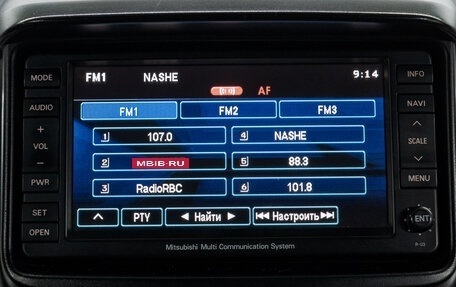 FM1 NASHE 9:14
((o)) AF
FM1 FM2 FM3
1 107.0 4 NASHE
2 MBIB·RU 5 88.3
3 RadioRBC 6 101.8
PTY ◄ Найти ► I◄◄ Настроить ►►I
MODE
AUDIO
+
VOL
−
PWR
SET
OPEN
INFO
NAVI
SCALE
MENU
ENT
Mitsubishi Multi Communication System
R-03